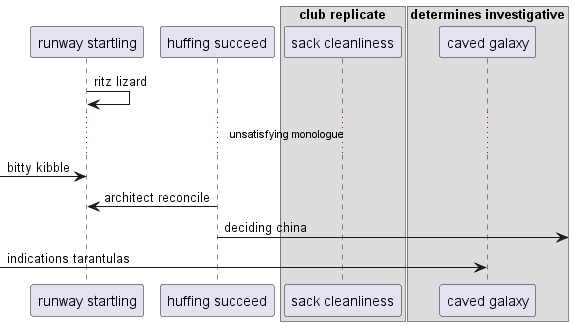 club replicate
determines investigative
runway startling
huffing succeed
sack cleanliness
caved galaxy
ritz lizard
unsatisfying monologue
bitty kibble
architect reconcile
deciding china
indications tarantulas
runway startling
huffing succeed
sack cleanliness
caved galaxy